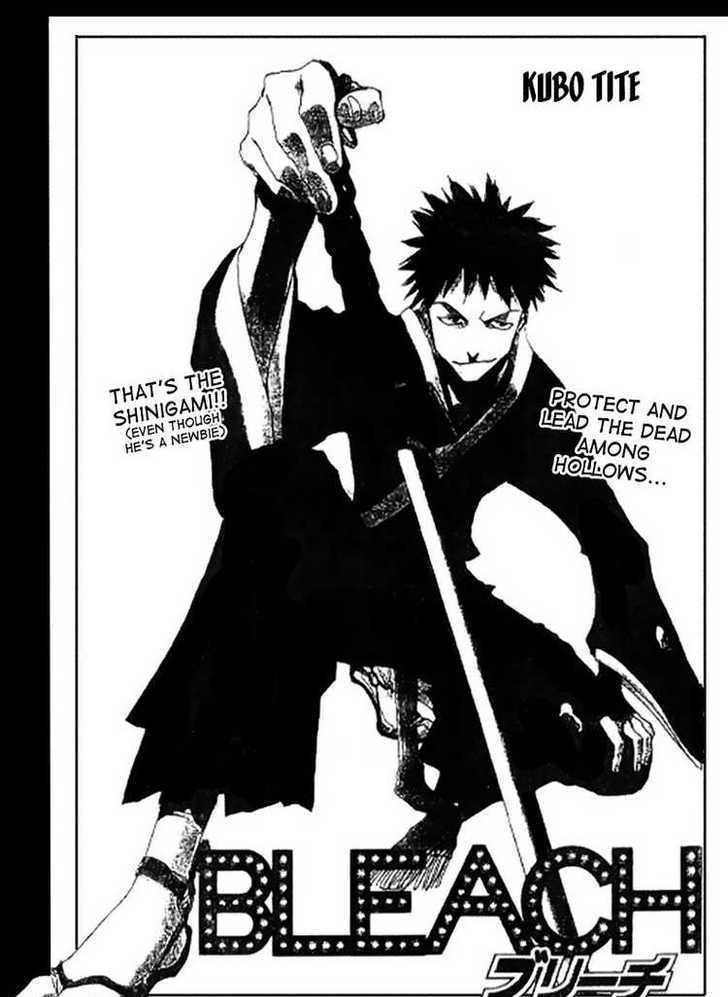 KUBO TITE
THAT'S THE
SHINIGAMI!!
(EVEN THOUGH
HE'S A NEWBIE)
PROTECT AND
LEAD THE DEAD
AMONG
HOLLOWS...
BLEACH
ブリーチ